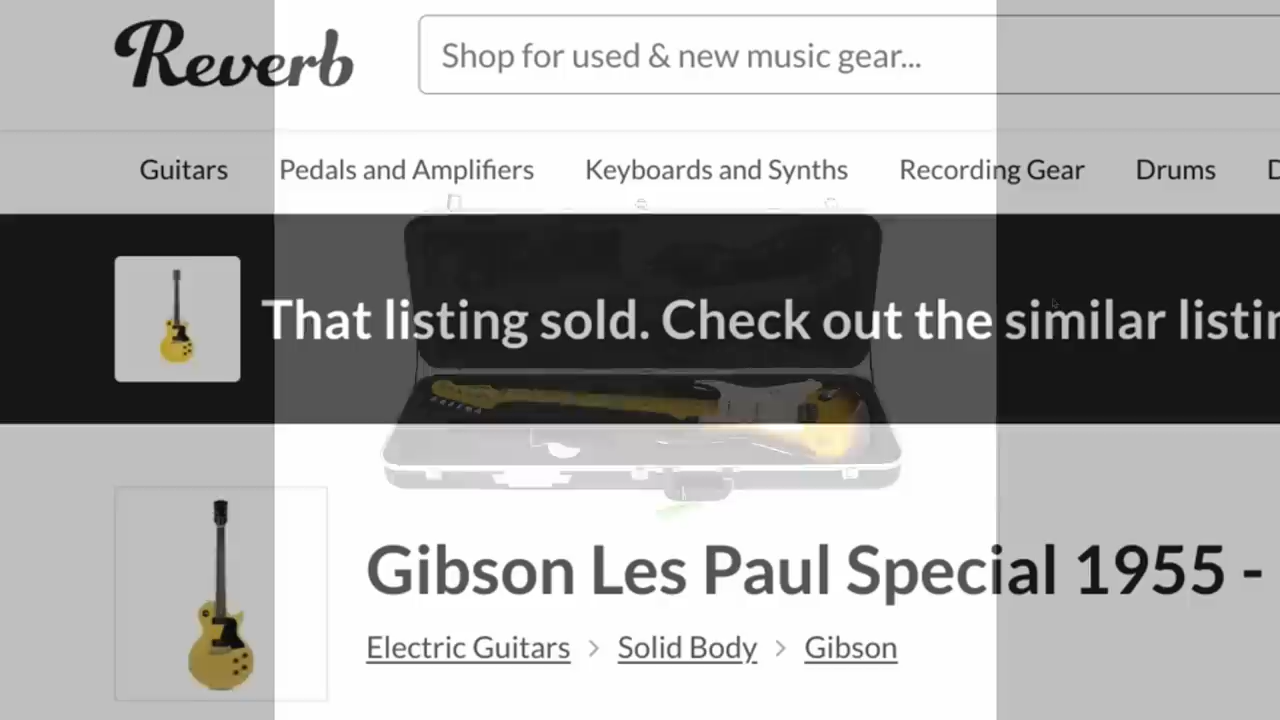 Reverb
Shop for used & new music gear...
Guitars Pedals and Amplifiers Keyboards and Synths Recording Gear Drums D
That listing sold. Check out the similar listin
Gibson Les Paul Special 1955 -
Electric Guitars > Solid Body > Gibson